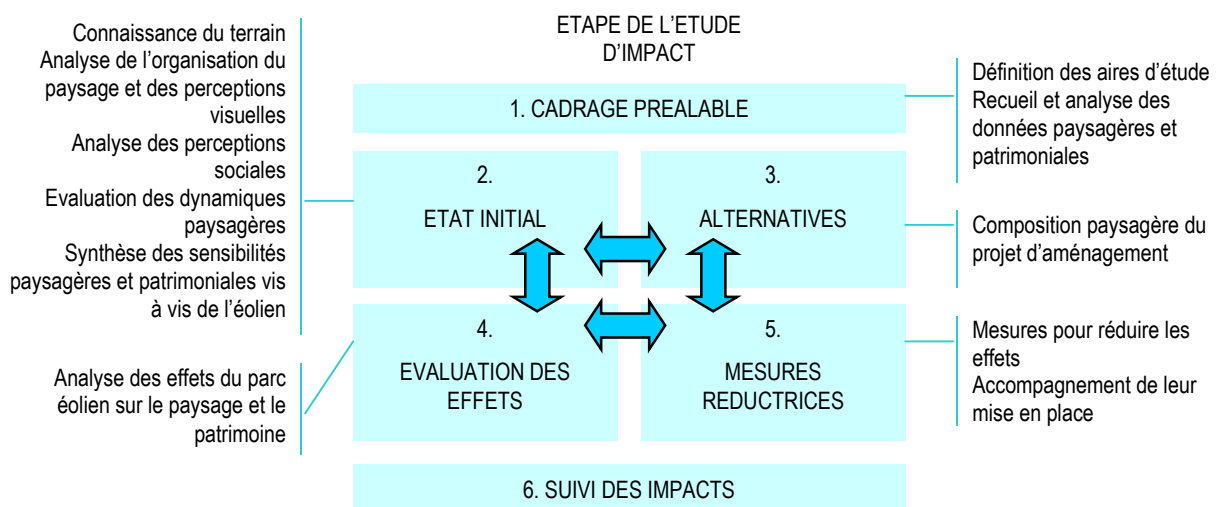 ETAPE DE L’ETUDE
D’IMPACT
Connaissance du terrain
Analyse de l’organisation du
paysage et des perceptions
visuelles
Analyse des perceptions
sociales
Evaluation des dynamiques
paysagères
Synthèse des sensibilités
paysagères et patrimoniales vis
à vis de l’éolien
1. CADRAGE PREALABLE
Définition des aires d’étude
Recueil et analyse des
données paysagères et
patrimoniales
2.
ETAT INITIAL
3.
ALTERNATIVES
Composition paysagère du
projet d’aménagement
Analyse des effets du parc
éolien sur le paysage et le
patrimoine
4.
EVALUATION DES
EFFETS
5.
MESURES
REDUCTRICES
Mesures pour réduire les
effets
Accompagnement de leur
mise en place
6. SUIVI DES IMPACTS